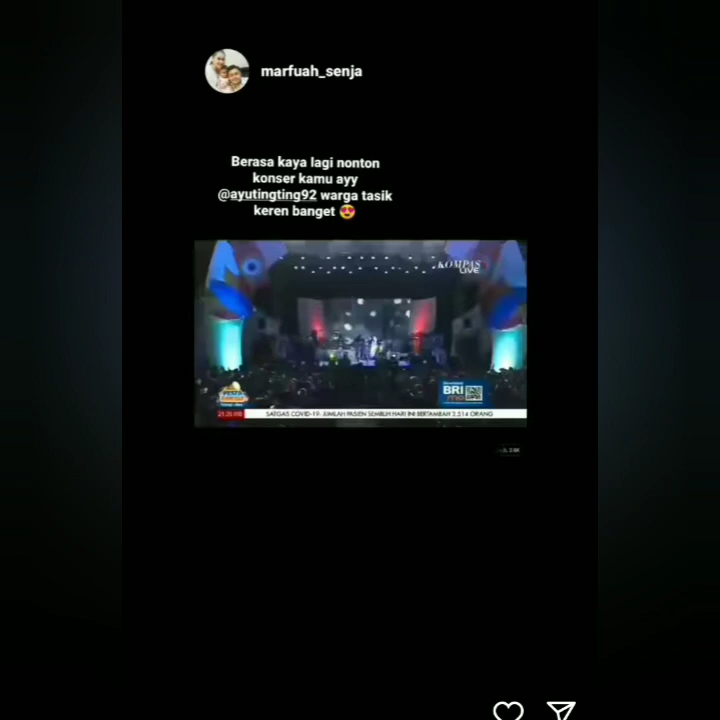 marfuah_senja
Berasa kaya lagi nonton
konser kamu ayy
@ayutingting92 warga tasik
keren banget 😍
KOMPAS
LIVE
BRI
SATGAS COVID-19: JUMLAH PASIEN SEMBUH HARI INI BERTAMBAH 2,514 ORANG